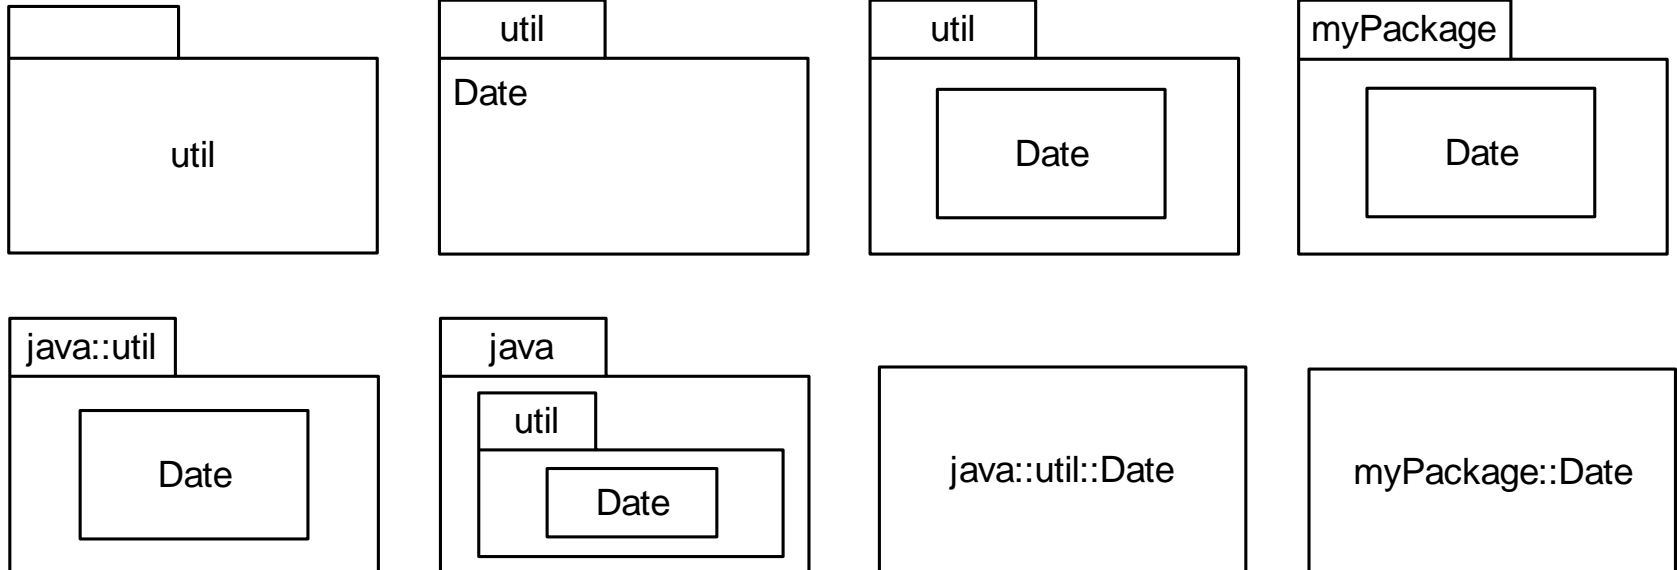 util
util
Date
util
Date
myPackage
Date
java::util
Date
java
util
Date
java::util::Date
myPackage::Date